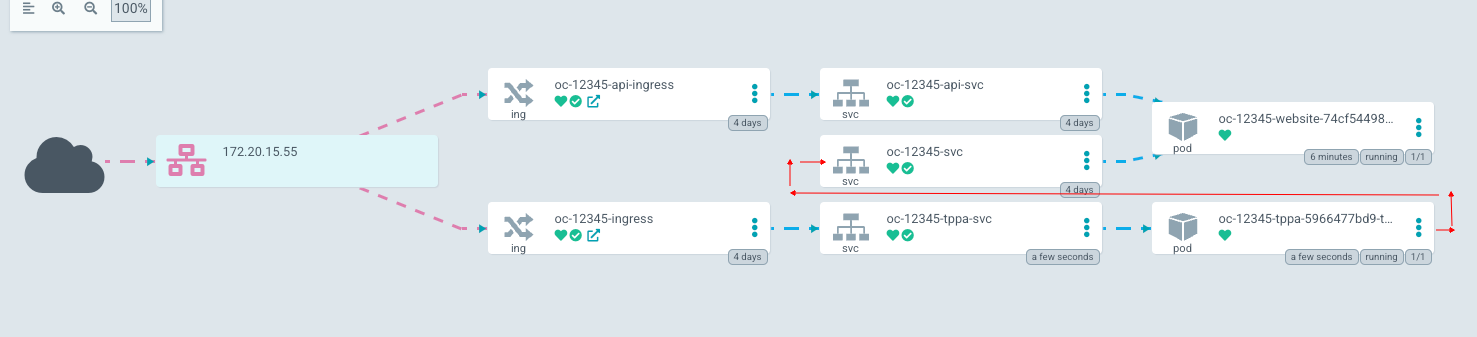 100%
oc-12345-api-ingress
ing
4 days
oc-12345-api-svc
svc
4 days
oc-12345-website-74cf54498...
pod
6 minutes running 1/1
172.20.15.55
oc-12345-svc
svc
4 days
oc-12345-ingress
ing
4 days
oc-12345-tppa-svc
svc
a few seconds
oc-12345-tppa-5966477bd9-t...
pod
a few seconds running 1/1